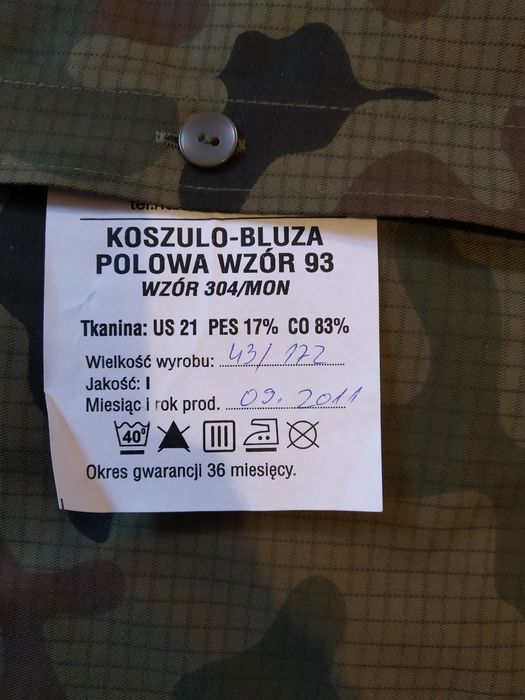 KOSZULO-BLUZA
POLOWA WZÓR 93
WZÓR 304/MON
Tkanina: US 21 PES 17% CO 83%
Wielkość wyrobu: 43/172
Jakość: I
Miesiąc i rok prod. 09.2011
40°
Okres gwarancji 36 miesięcy.